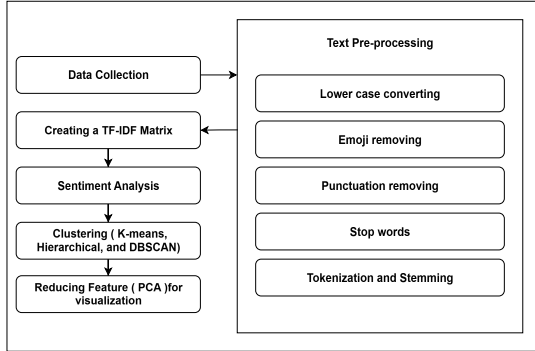 Data Collection
Text Pre-processing
Lower case converting
Emoji removing
Punctuation removing
Stop words
Tokenization and Stemming
Creating a TF-IDF Matrix
Sentiment Analysis
Clustering ( K-means,
Hierarchical, and DBSCAN)
Reducing Feature ( PCA )for
visualization